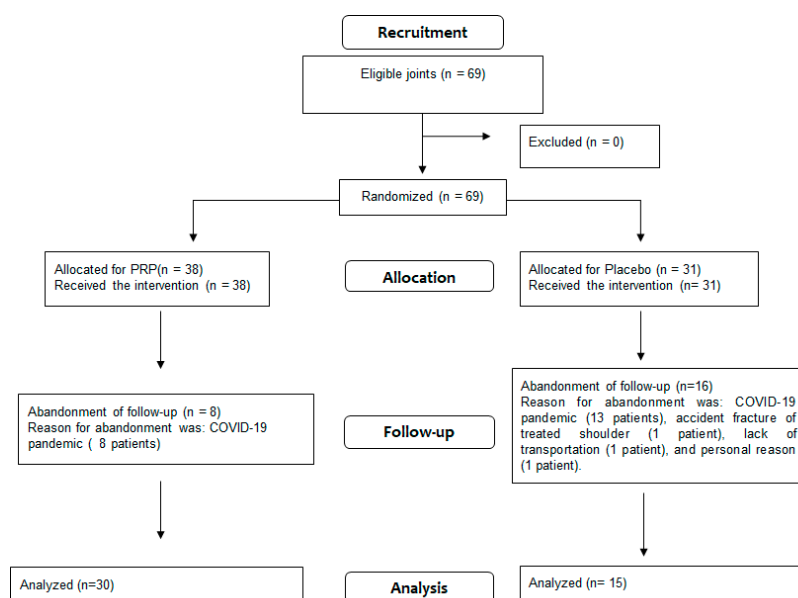 Recruitment
Eligible joints (n = 69)
Excluded (n = 0)
Randomized (n = 69)
Allocated for PRP(n = 38)
Received the intervention (n = 38)
Allocation
Allocated for Placebo (n = 31)
Received the intervention (n= 31)
Abandonment of follow-up (n = 8)
Reason for abandonment was: COVID-19
pandemic ( 8 patients)
Follow-up
Abandonment of follow-up (n=16)
Reason for abandonment was: COVID-19
pandemic (13 patients), accident fracture of
treated shoulder (1 patient), lack of
transportation (1 patient), and personal reason
(1 patient).
Analyzed (n=30)
Analysis
Analyzed (n= 15)